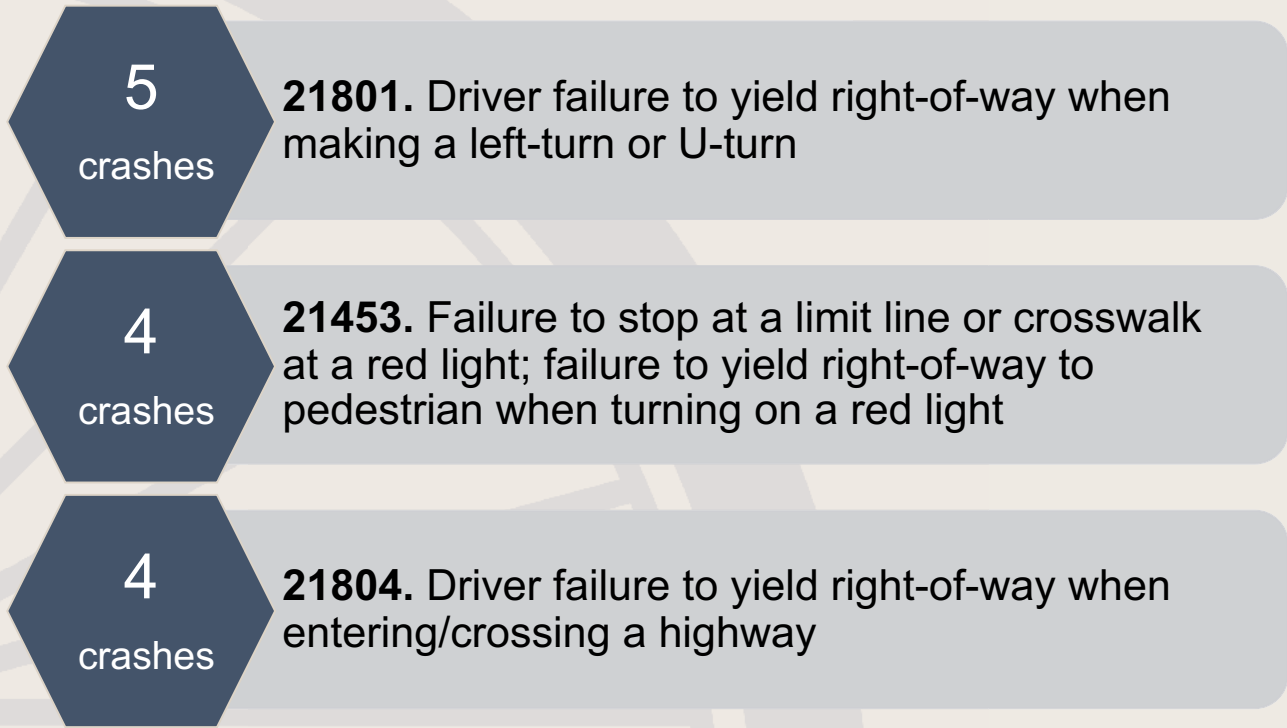 5
crashes
21801. Driver failure to yield right-of-way when
making a left-turn or U-turn
4
crashes
21453. Failure to stop at a limit line or crosswalk
at a red light; failure to yield right-of-way to
pedestrian when turning on a red light
4
crashes
21804. Driver failure to yield right-of-way when
entering/crossing a highway